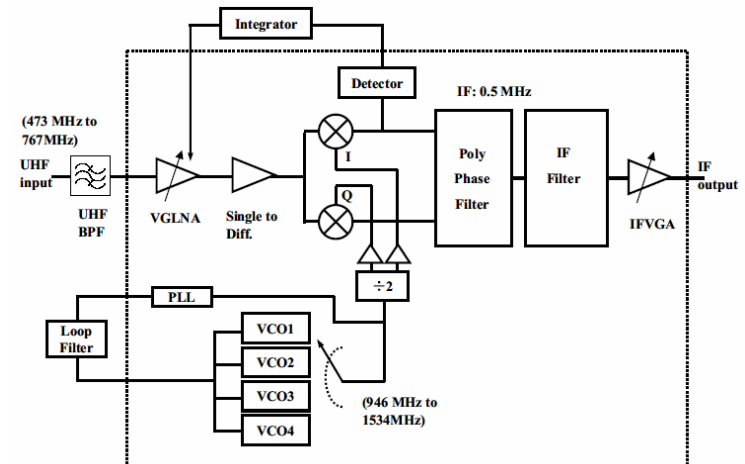 Integrator
Detector
IF: 0.5 MHz
(473 MHz to
767MHz)
UHF
input
UHF
BPF
VGLNA
Single to
Diff.
I
Q
Poly
Phase
Filter
IF
Filter
IFVGA
IF
output
÷2
PLL
Loop
Filter
VCO1
VCO2
VCO3
VCO4
(946 MHz to
1534MHz)